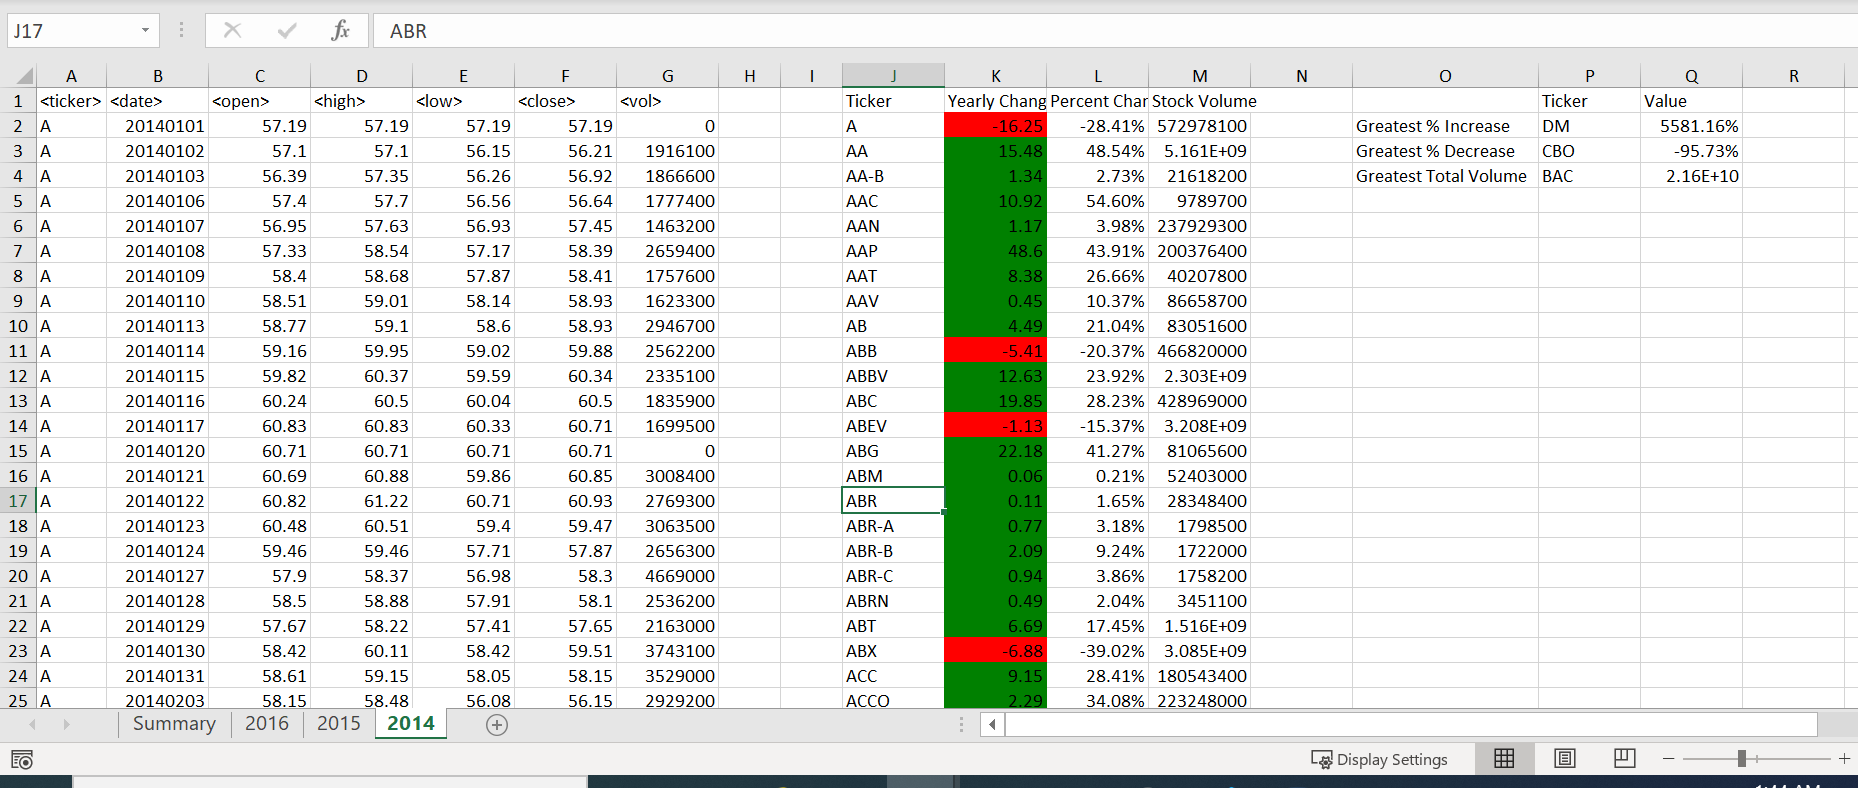 J17 fx ABR
A B C D E F G H I J K L M N O P Q R
1 <ticker> <date> <open> <high> <low> <close> <vol> Ticker Yearly Chang Percent Char Stock Volume Ticker Value
2 A 20140101 57.19 57.19 57.19 57.19 0 A -16.25 -28.41% 572978100 Greatest % Increase DM 5581.16%
3 A 20140102 57.1 57.1 56.15 56.21 1916100 AA 15.48 48.54% 5.161E+09 Greatest % Decrease CBO -95.73%
4 A 20140103 56.39 57.35 56.26 56.92 1866600 AA-B 1.34 2.73% 21618200 Greatest Total Volume BAC 2.16E+10
5 A 20140106 57.4 57.7 56.56 56.64 1777400 AAC 10.92 54.60% 9789700
6 A 20140107 56.95 57.63 56.93 57.45 1463200 AAN 1.17 3.98% 237929300
7 A 20140108 57.33 58.54 57.17 58.39 2659400 AAP 48.6 43.91% 200376400
8 A 20140109 58.4 58.68 57.87 58.41 1757600 AAT 8.38 26.66% 40207800
9 A 20140110 58.51 59.01 58.14 58.93 1623300 AAV 0.45 10.37% 86658700
10 A 20140113 58.77 59.1 58.6 58.93 2946700 AB 4.49 21.04% 83051600
11 A 20140114 59.16 59.95 59.02 59.88 2562200 ABB -5.41 -20.37% 466820000
12 A 20140115 59.82 60.37 59.59 60.34 2335100 ABBV 12.63 23.92% 2.303E+09
13 A 20140116 60.24 60.5 60.04 60.5 1835900 ABC 19.85 28.23% 428969000
14 A 20140117 60.83 60.83 60.33 60.71 1699500 ABEV -1.13 -15.37% 3.208E+09
15 A 20140120 60.71 60.71 60.71 60.71 0 ABG 22.18 41.27% 81065600
16 A 20140121 60.69 60.88 59.86 60.85 3008400 ABM 0.06 0.21% 52403000
17 A 20140122 60.82 61.22 60.71 60.93 2769300 ABR 0.11 1.65% 28348400
18 A 20140123 60.48 60.51 59.4 59.47 3063500 ABR-A 0.77 3.18% 1798500
19 A 20140124 59.46 59.46 57.71 57.87 2656300 ABR-B 2.09 9.24% 1722000
20 A 20140127 57.9 58.37 56.98 58.3 4669000 ABR-C 0.94 3.86% 1758200
21 A 20140128 58.5 58.88 57.91 58.1 2536200 ABRN 0.49 2.04% 3451100
22 A 20140129 57.67 58.22 57.41 57.65 2163000 ABT 6.69 17.45% 1.516E+09
23 A 20140130 58.42 60.11 58.42 59.51 3743100 ABX -6.88 -39.02% 3.085E+09
24 A 20140131 58.61 59.15 58.05 58.15 3529000 ACC 9.15 28.41% 180543400
25 A 20140203 58.15 58.48 56.08 56.15 2929200 ACCO 2.29 34.08% 223248000
Summary 2016 2015 2014
Display Settings